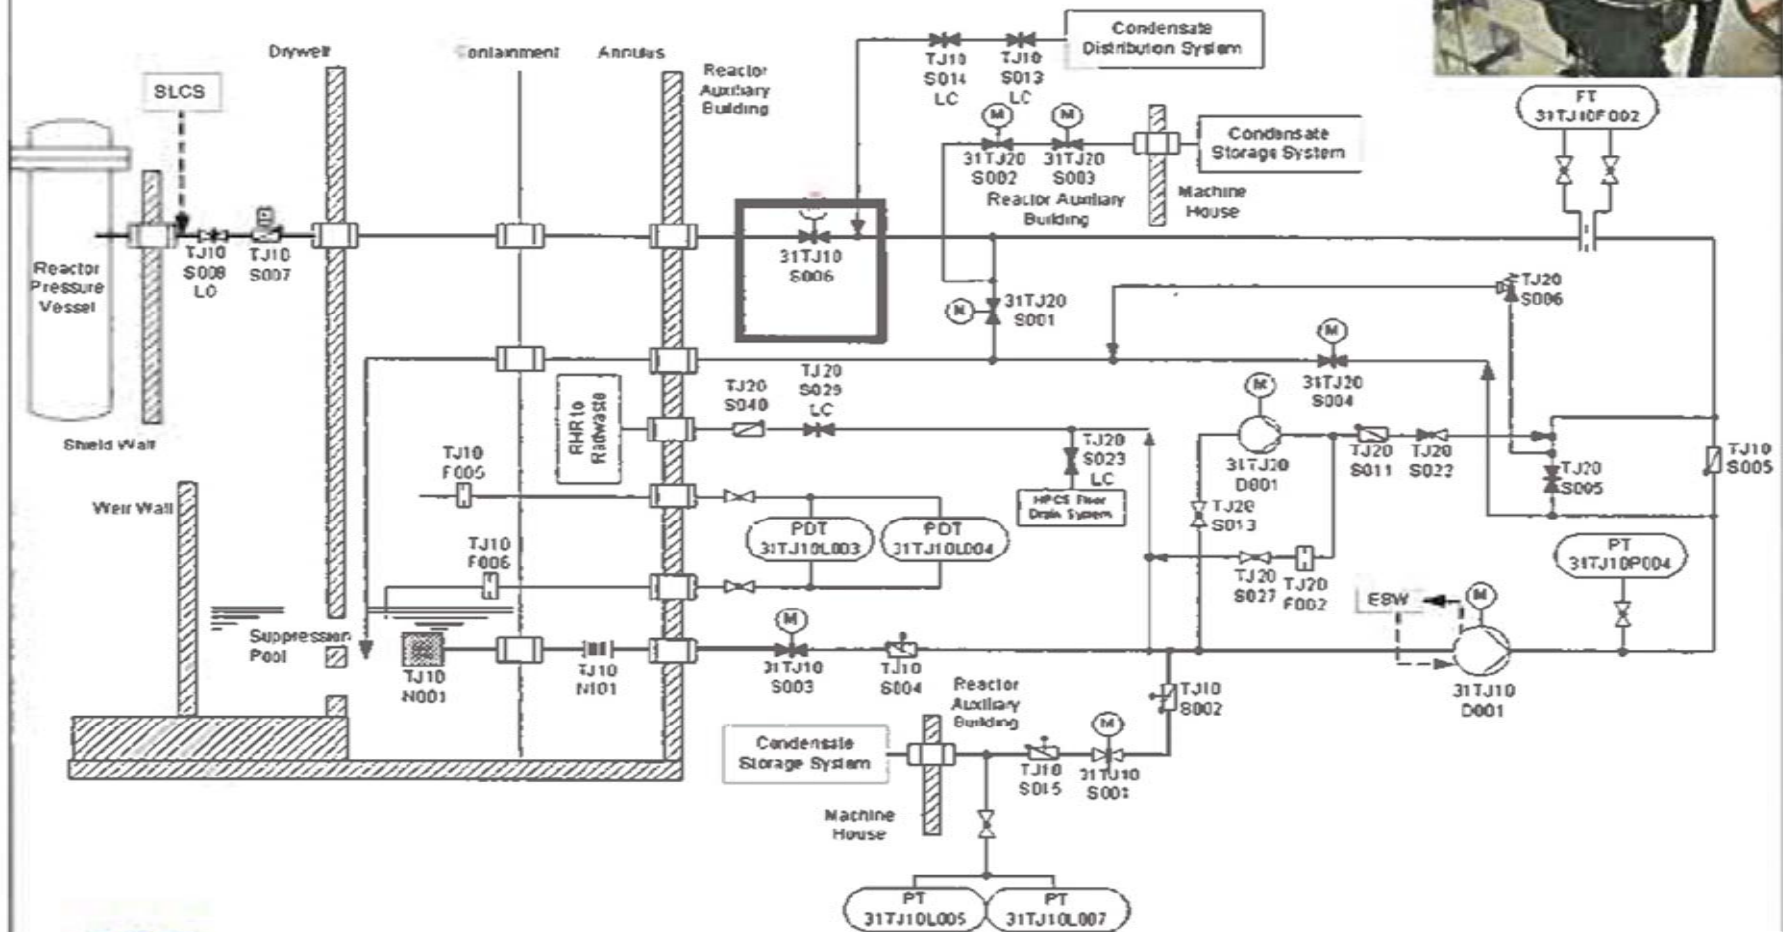 Condensate
Distribution System
Drywell
Containment
Annulus
Reactor
Auxiliary
Building
TJ10
S014
LC
TJ10
S013
LC
SLCS
FT
31TJ10F002
M
M
Condensate
Storage System
31TJ20
S002
31TJ20
S003
Reactor Auxiliary
Building
Machine
House
TJ10
S008
LO
TJ10
S007
31TJ10
S006
Reactor
Pressure
Vessel
TJ20
S006
M
31TJ20
S001
M
31TJ20
S004
RHR to
Radwaste
TJ20
S040
TJ20
S029
LC
M
Shield Wall
TJ10
F005
TJ20
S023
LC
31TJ20
D001
TJ20
S011
TJ20
S022
TJ10
S005
TJ20
S005
HPCS Floor
Drain System
Weir Wall
PDT
31TJ10L003
PDT
31TJ10L004
TJ20
S013
TJ10
F006
PT
31TJ10P004
TJ20
S027
TJ20
F002
ESW
M
Suppression
Pool
M
TJ10
N001
TJ10
N101
31TJ10
S003
TJ10
S004
31TJ10
D001
Reactor
Auxiliary
Building
TJ10
S002
M
Condensate
Storage System
TJ10
S015
31TJ10
S001
Machine
House
PT
31TJ10L005
PT
31TJ10L007